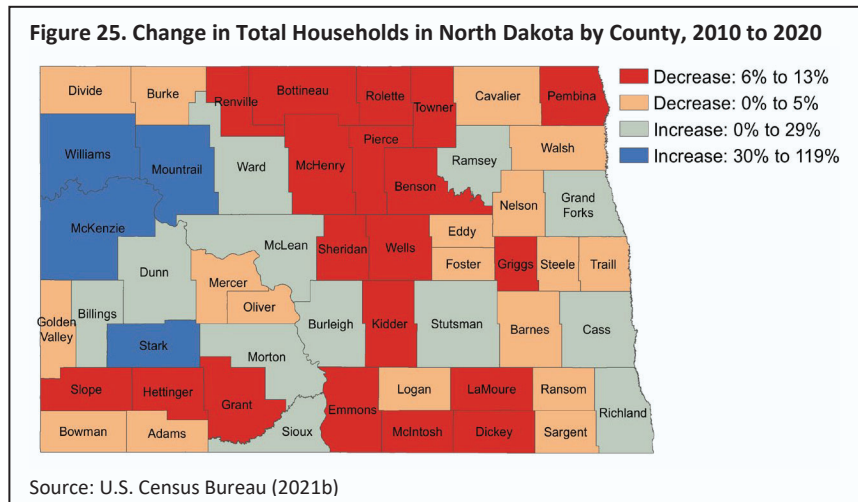 Figure 25. Change in Total Households in North Dakota by County, 2010 to 2020
Decrease: 6% to 13%
Decrease: 0% to 5%
Increase: 0% to 29%
Increase: 30% to 119%
Divide
Burke
Renville
Bottineau
Rolette
Towner
Cavalier
Pembina
Williams
Mountrail
Ward
McHenry
Pierce
Benson
Ramsey
Walsh
Nelson
Grand
Forks
McKenzie
Dunn
McLean
Sheridan
Wells
Eddy
Foster
Griggs
Steele
Traill
Mercer
Oliver
Golden
Valley
Billings
Stark
Morton
Burleigh
Kidder
Stutsman
Barnes
Cass
Slope
Hettinger
Grant
Emmons
Logan
LaMoure
Ransom
Richland
Bowman
Adams
Sioux
McIntosh
Dickey
Sargent
Source: U.S. Census Bureau (2021b)